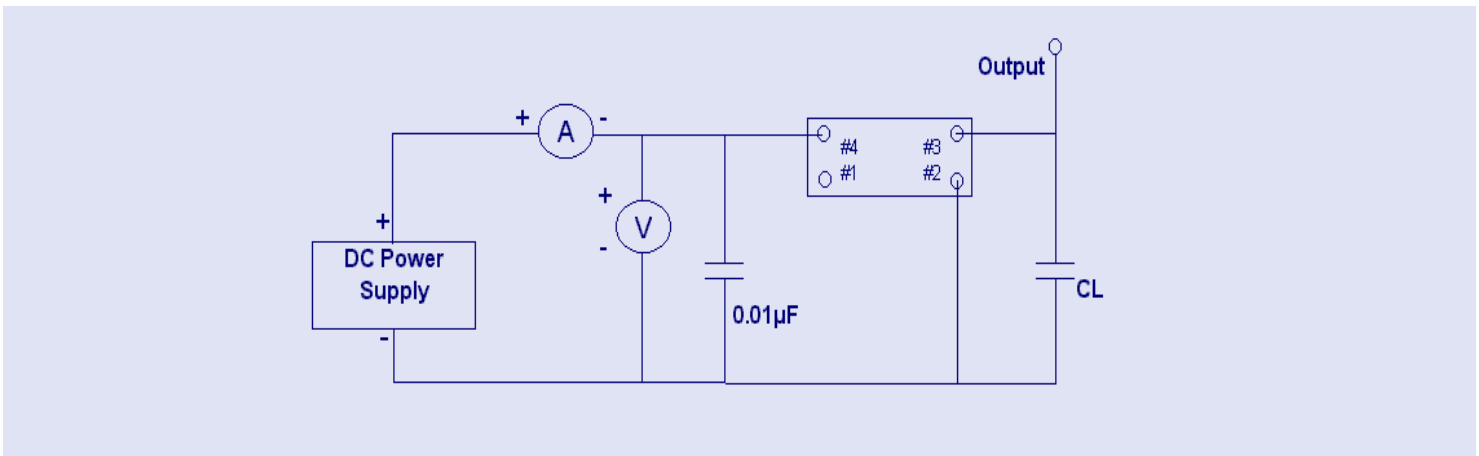 Output
+
A
-
#4
#3
#1
#2
+
V
-
+
DC Power
Supply
-
0.01µF
CL